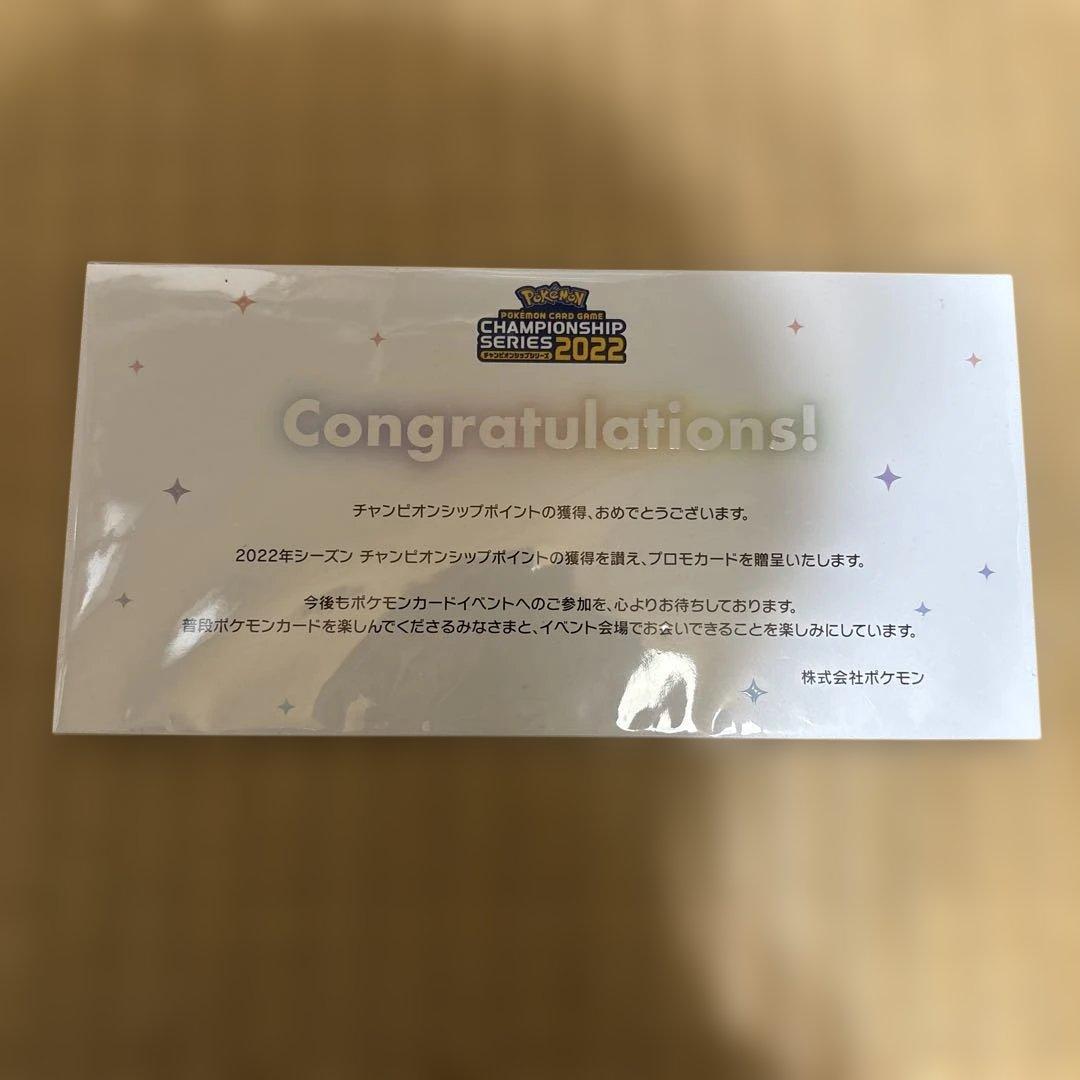 POKÉMON
POKÉMON CARD GAME
CHAMPIONSHIP
SERIES 2022
チャンピオンシップシリーズ
Congratulations!
チャンピオンシップポイントの獲得、おめでとうございます。
2022年シーズン チャンピオンシップポイントの獲得を讃え、プロモカードを贈呈いたします。
今後もポケモンカードイベントへのご参加を、心よりお待ちしております。
普段ポケモンカードを楽しんでくださるみなさまと、イベント会場でお会いできることを楽しみにしています。
株式会社ポケモン